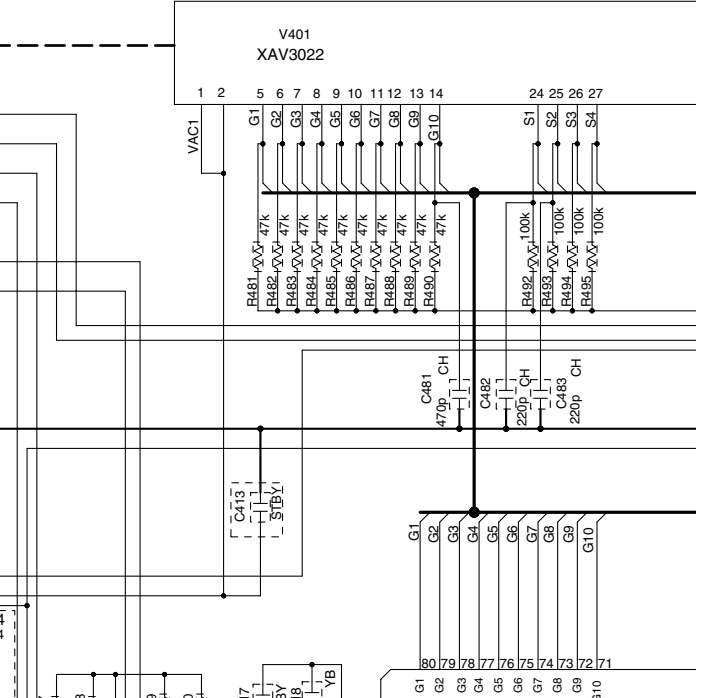 V401
XAV3022
1 2 5 6 7 8 9 10 11 12 13 14 24 25 26 27
VAC1
G1 G2 G3 G4 G5 G6 G7 G8 G9 G10 S1 S2 S3 S4
47k 47k 47k 47k 47k 47k 47k 47k 47k 47k 100k 100k 100k 100k
R481 R482 R483 R484 R485 R486 R487 R488 R489 R490 R492 R493 R494 R495
C481 CH
470p
C482 CH
220p
C483 CH
220p
C413
STBY
G1 G2 G3 G4 G5 G6 G7 G8 G9 G10
80 79 78 77 76 75 74 73 72 71
G1 G2 G3 G4 G5 G6 G7 G8 G9 G10
YB